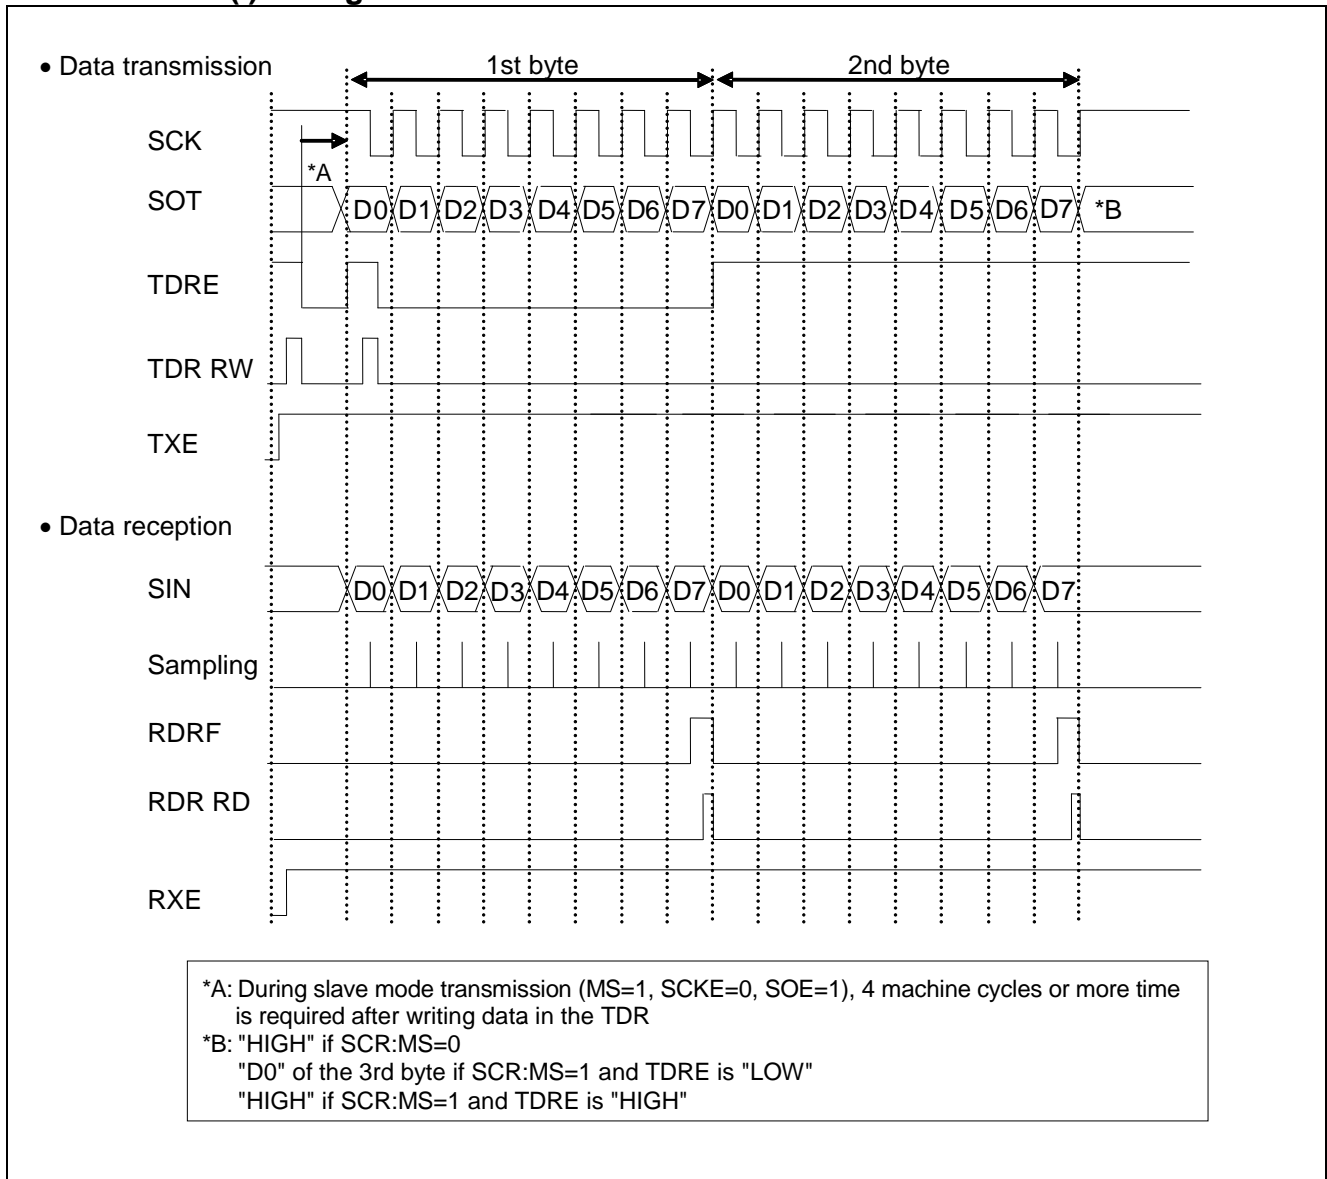 • Data transmission
1st byte 2nd byte
SCK
*A
SOT D0 D1 D2 D3 D4 D5 D6 D7 D0 D1 D2 D3 D4 D5 D6 D7 *B
TDRE
TDR RW
TXE
• Data reception
SIN D0 D1 D2 D3 D4 D5 D6 D7 D0 D1 D2 D3 D4 D5 D6 D7
Sampling
RDRF
RDR RD
RXE
*A: During slave mode transmission (MS=1, SCKE=0, SOE=1), 4 machine cycles or more time
is required after writing data in the TDR
*B: "HIGH" if SCR:MS=0
"D0" of the 3rd byte if SCR:MS=1 and TDRE is "LOW"
"HIGH" if SCR:MS=1 and TDRE is "HIGH"